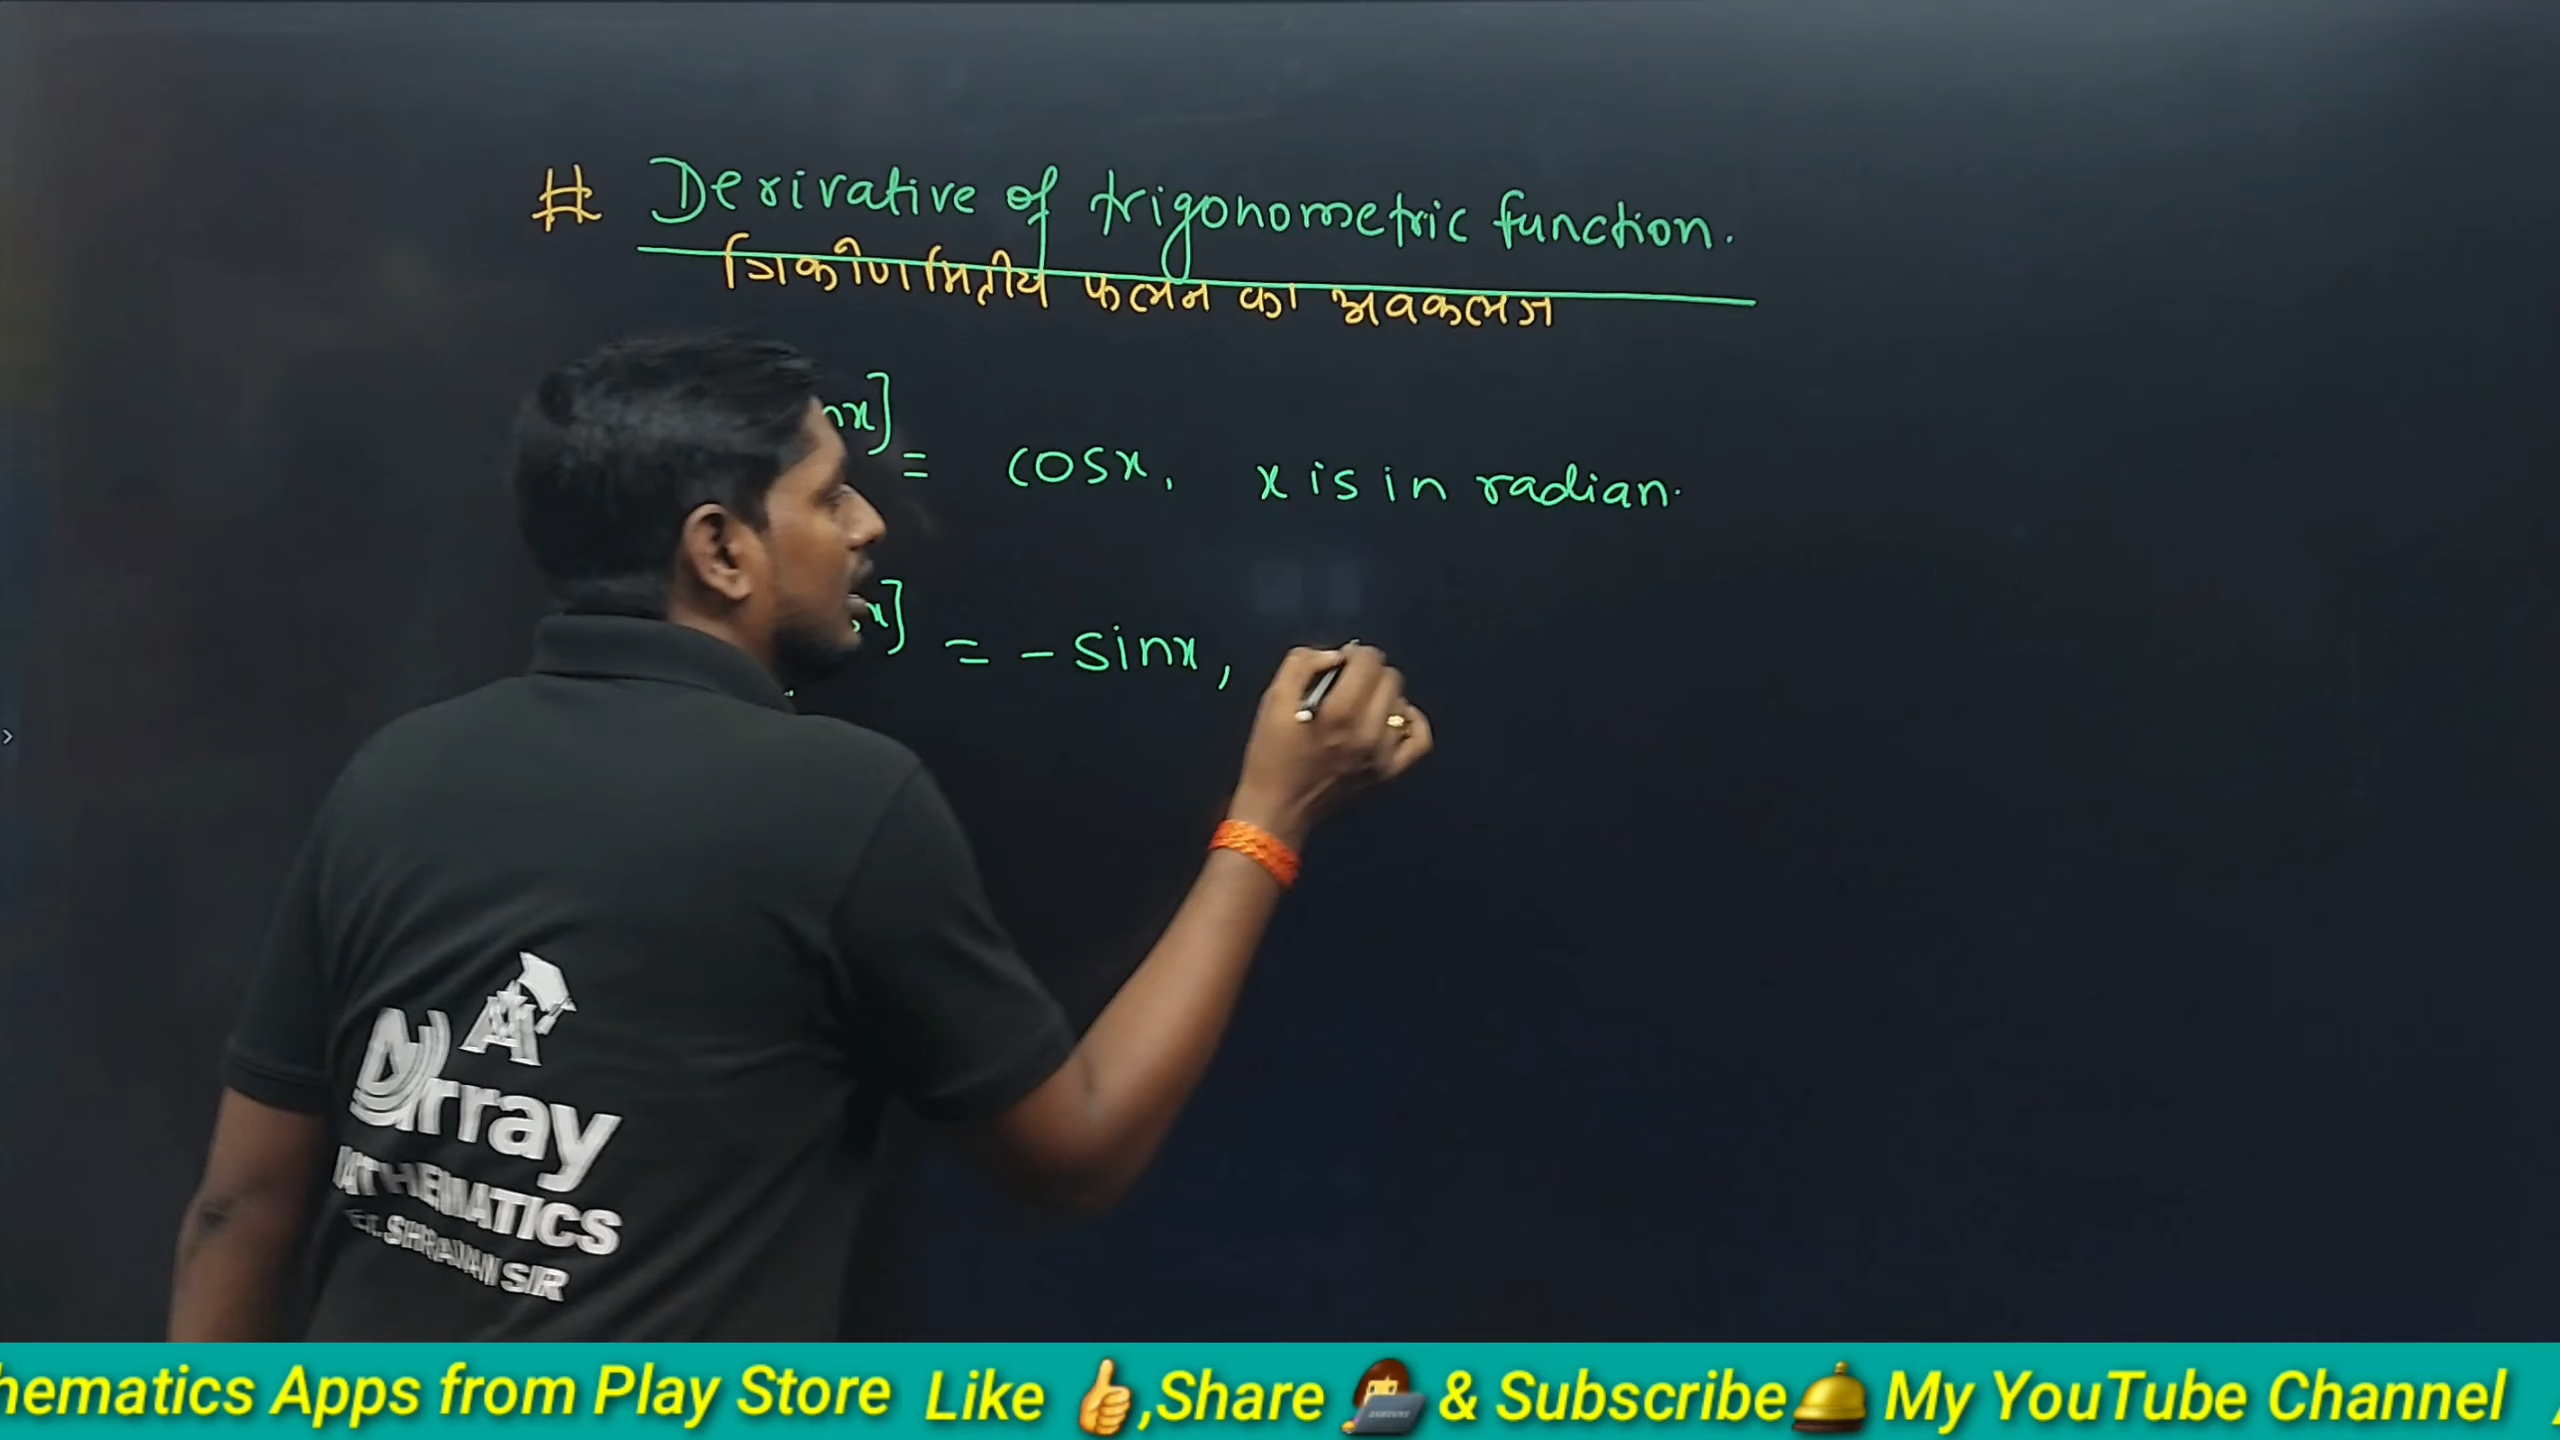 # Derivative of trigonometric function.
त्रिकोणमितीय फलन का अवकलज
nx] = cosx, x is in radian.
x] = -sinx,
Array
MATHEMATICS
SIR
hematics Apps from Play Store Like 👍,Share & Subscribe🔔 My YouTube Channel